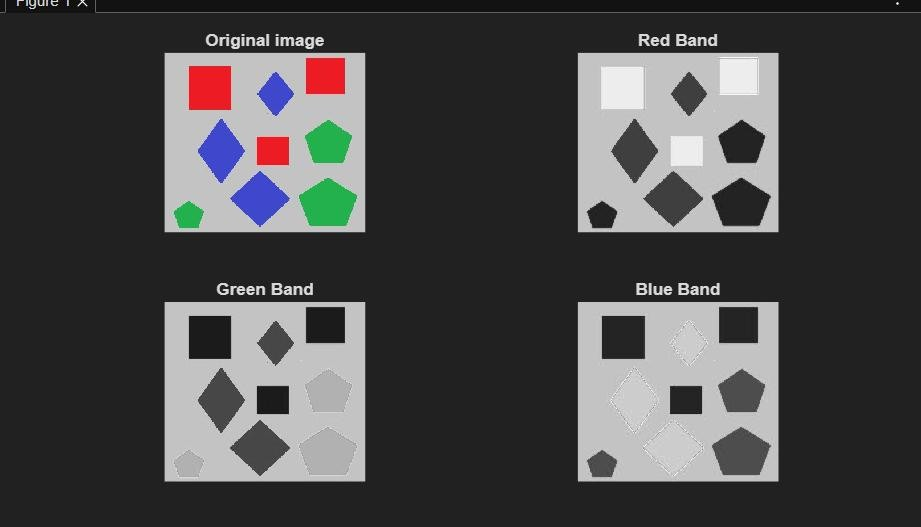 Figure 1 X
Original image
Red Band
Green Band
Blue Band